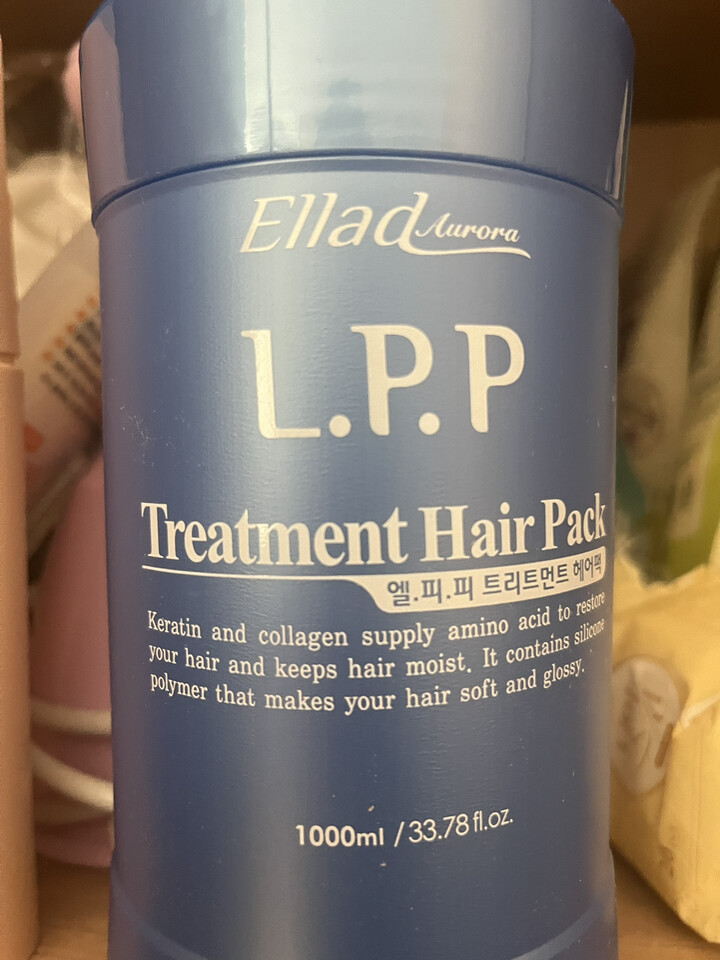 Ellad Aurora
L.P.P
Treatment Hair Pack
엘.피.피 트리트먼트 헤어팩
Keratin and collagen supply amino acid to restore
your hair and keeps hair moist. It contains silicone
polymer that makes your hair soft and glossy.
1000ml / 33.78 fl.oz.